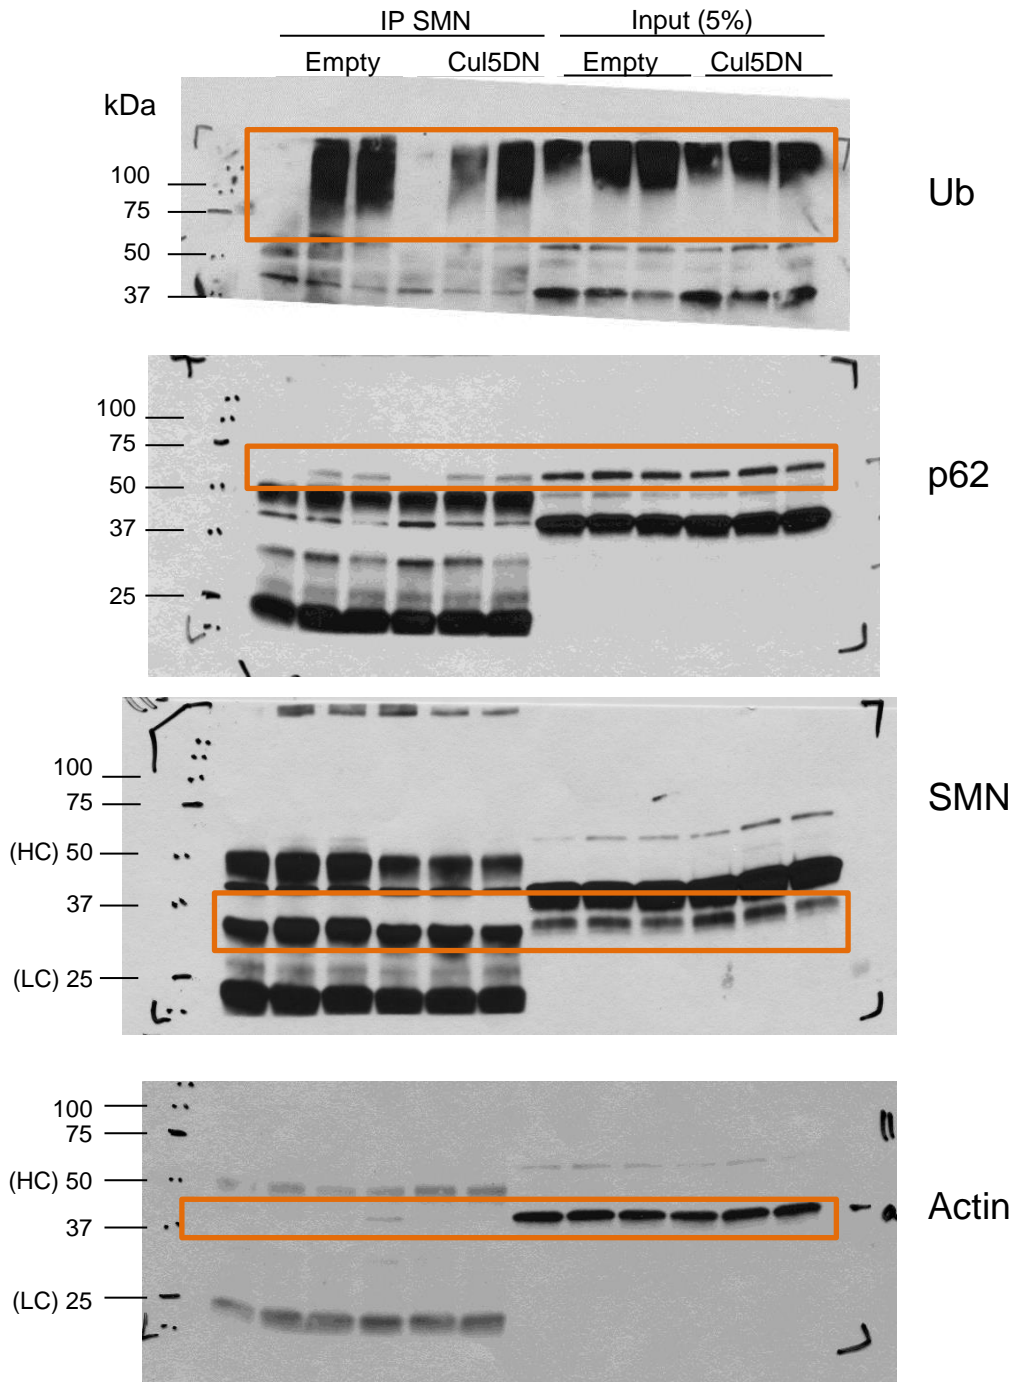 IP SMN Input (5%)
Empty Cul5DN Empty Cul5DN
kDa
100
75
50
37
Ub
100
75
50
37
25
p62
100
75
(HC) 50
37
(LC) 25
SMN
100
75
(HC) 50
37
(LC) 25
Actin